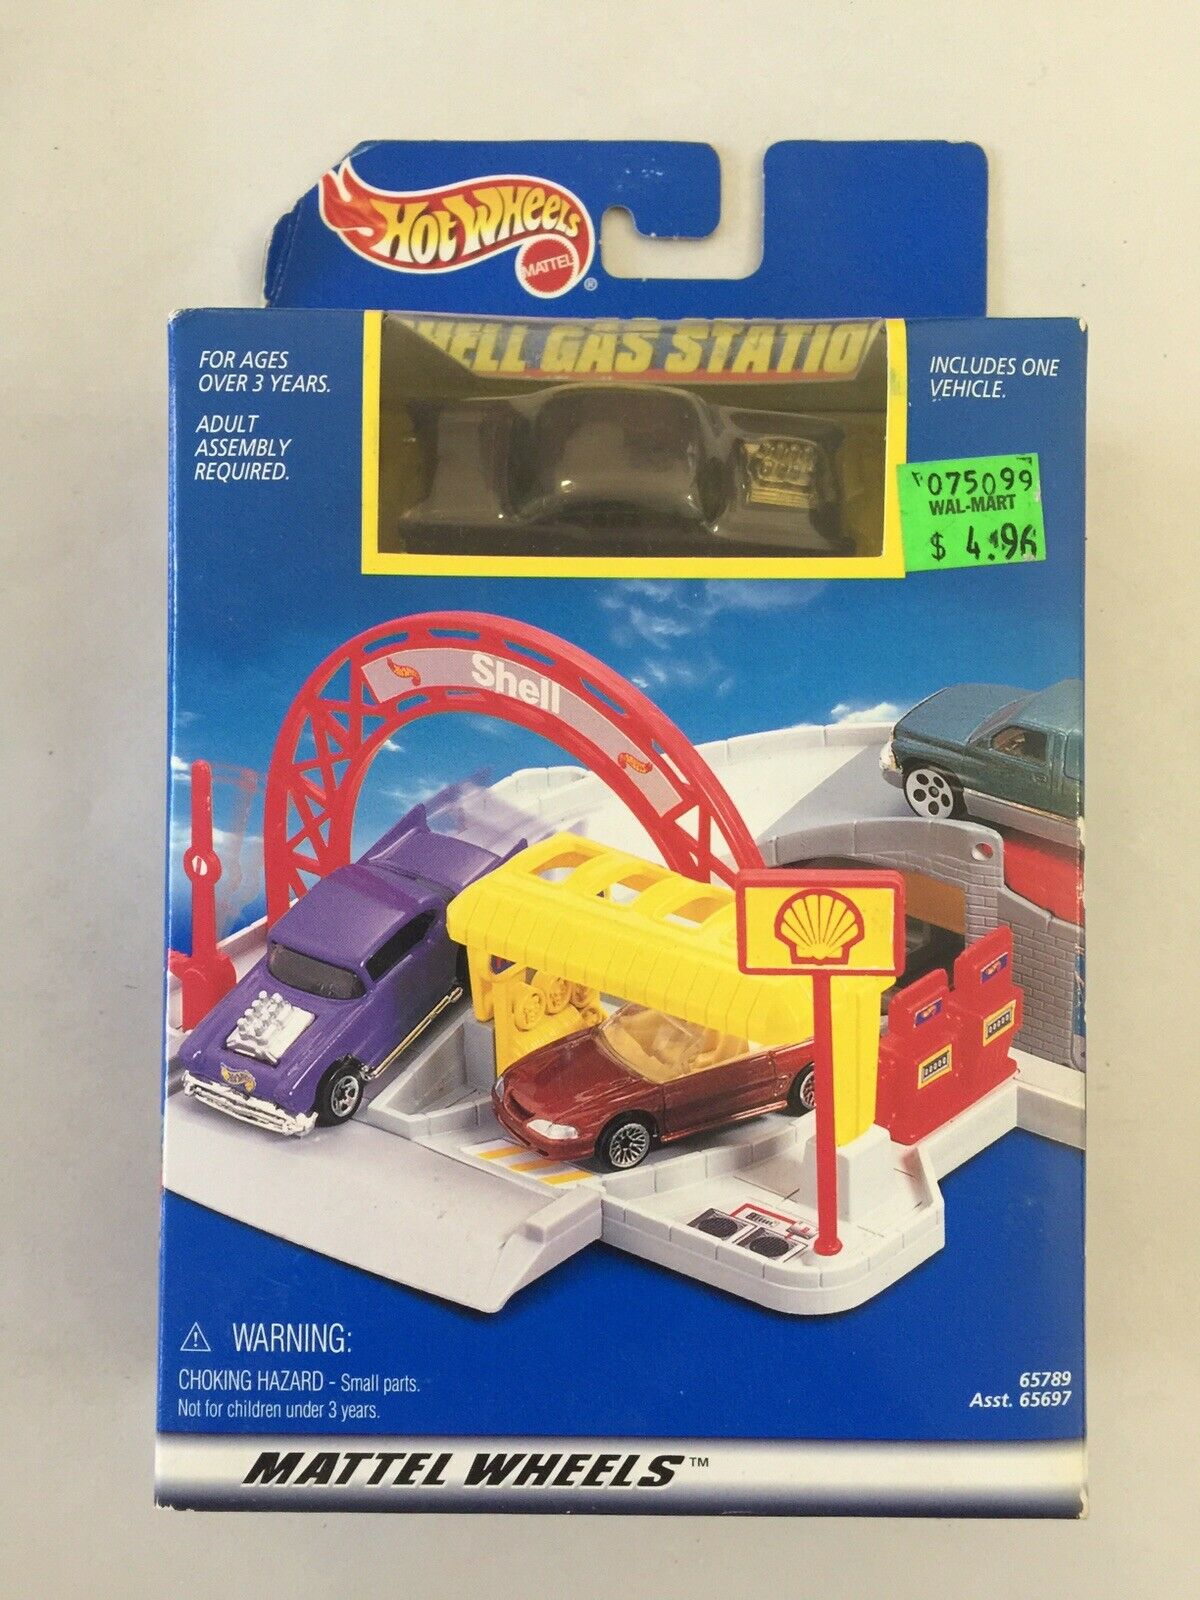 Hot Wheels
MATTEL
®
SHELL GAS STATIO
FOR AGES
OVER 3 YEARS.
ADULT
ASSEMBLY
REQUIRED.
INCLUDES ONE
VEHICLE.
075099
WAL-MART
$ 4.96
Shell
WARNING:
CHOKING HAZARD - Small parts.
Not for children under 3 years.
65789
Asst. 65697
MATTEL WHEELS™